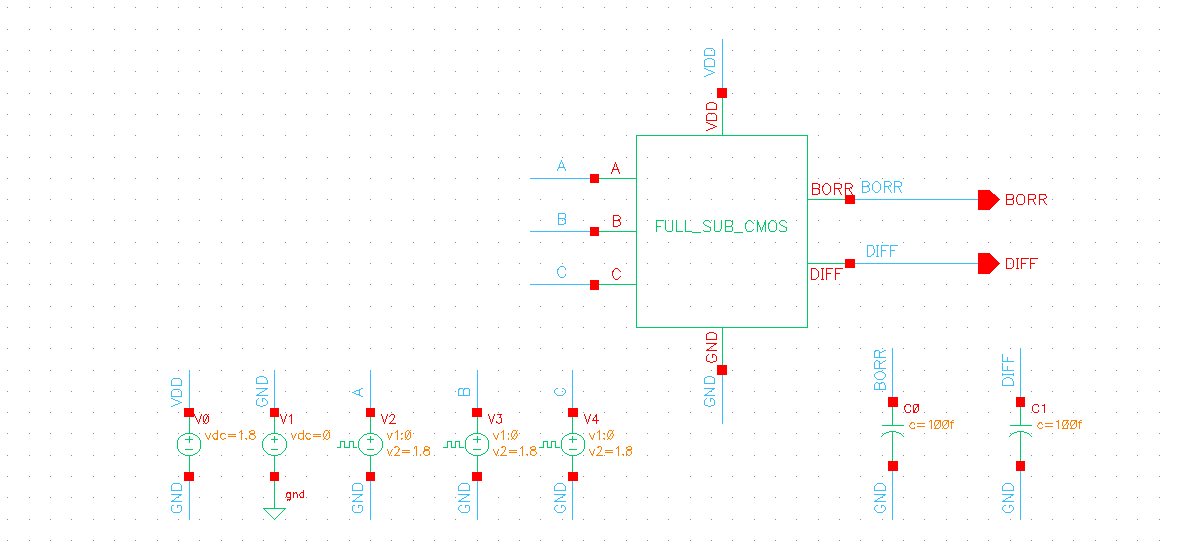 VDD
VDD
A
A
B
B
C
C
FULL_SUB_CMOS
BORR
BORR
BORR
DIFF
DIFF
DIFF
GND
GND
VDD
V0
vdc=1.8
GND
GND
V1
vdc=0
gnd
A
V2
v1:0
v2=1.8
GND
B
V3
v1:0
v2=1.8
GND
C
V4
v1:0
v2=1.8
GND
BORR
C0
c=100f
GND
DIFF
C1
c=100f
GND